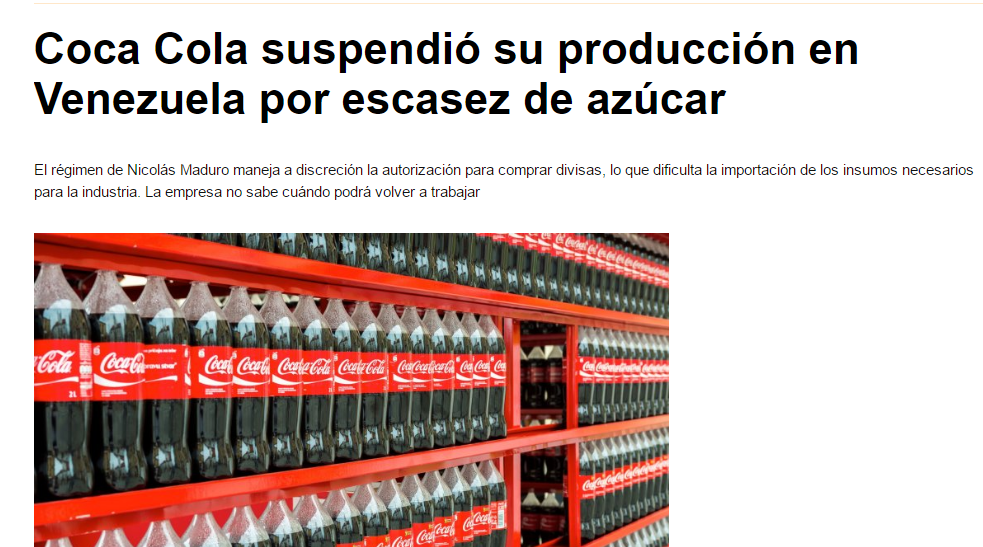 Coca Cola suspendió su producción en
Venezuela por escasez de azúcar
El régimen de Nicolás Maduro maneja a discreción la autorización para comprar divisas, lo que dificulta la importación de los insumos necesarios
para la industria. La empresa no sabe cuándo podrá volver a trabajar
Coca-Cola
2L